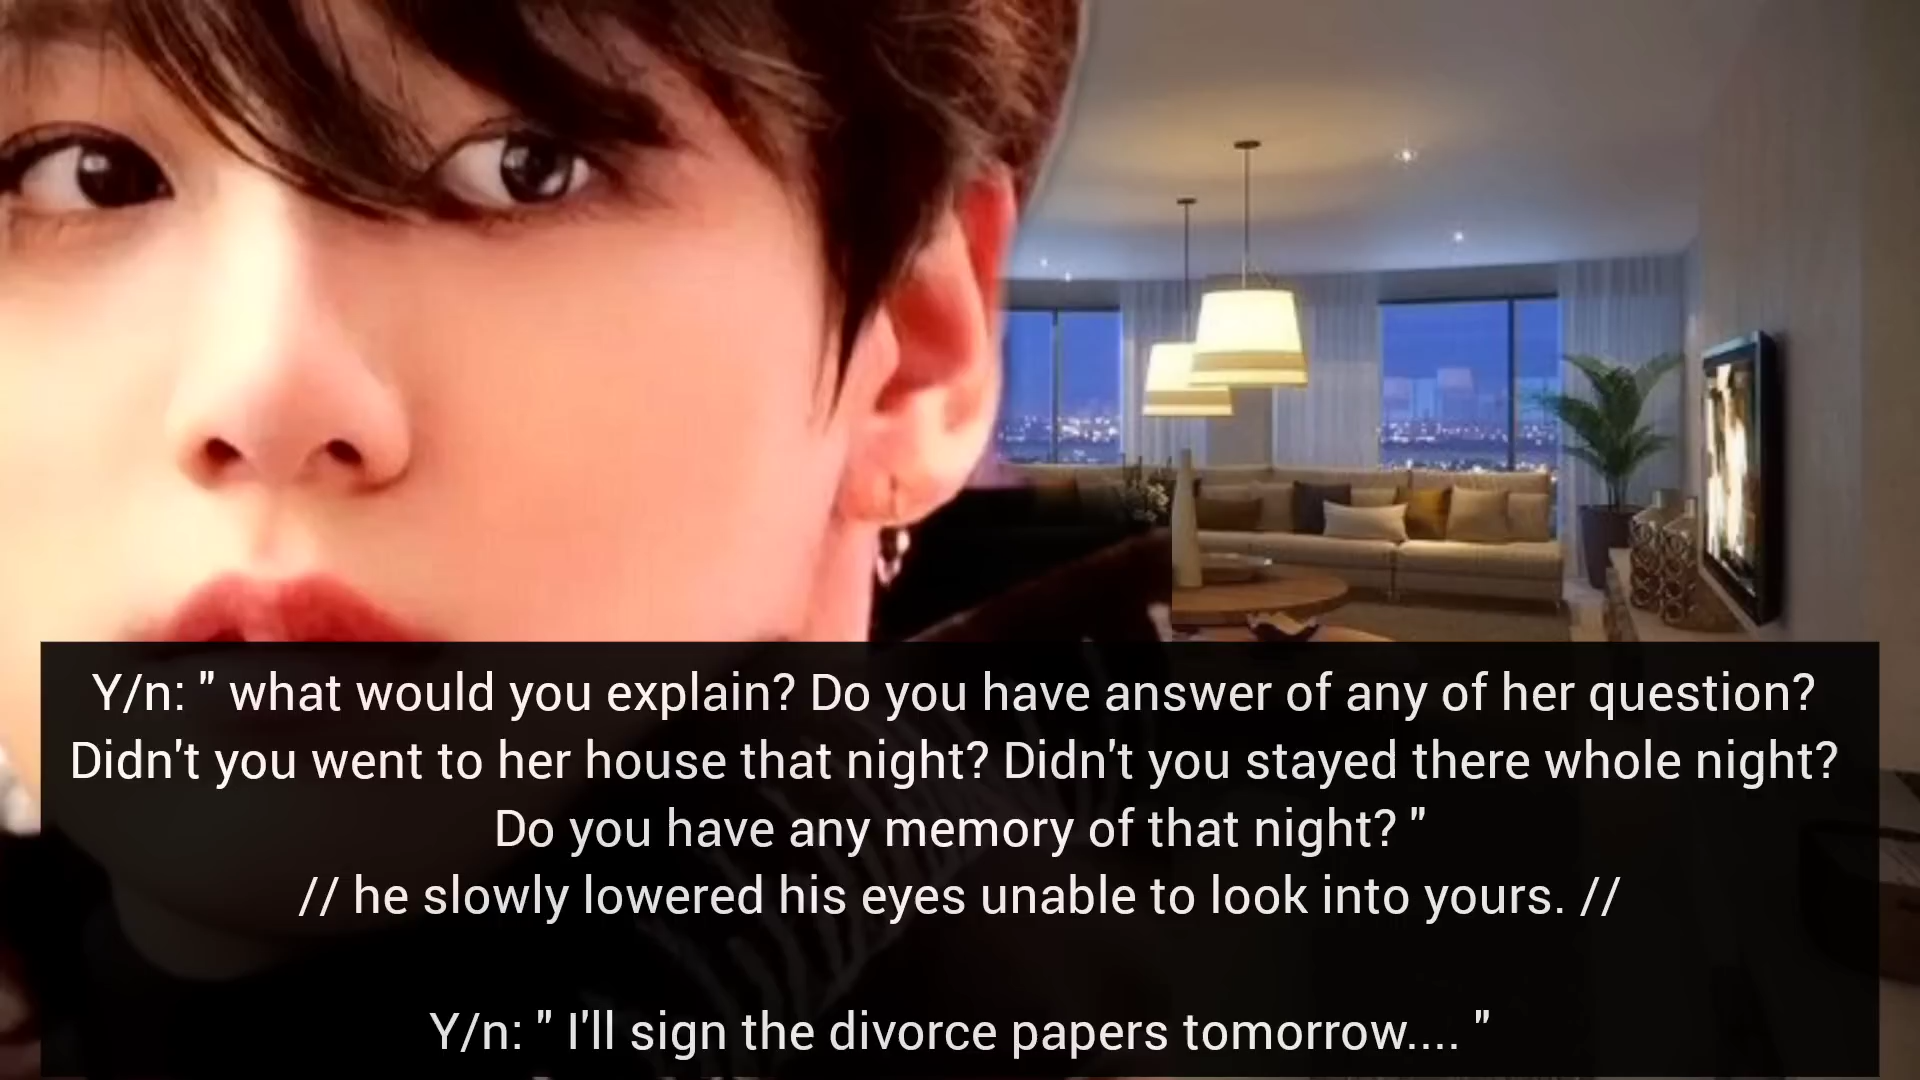 Y/n: " what would you explain? Do you have answer of any of her question?
Didn't you went to her house that night? Didn't you stayed there whole night?
Do you have any memory of that night? "
// he slowly lowered his eyes unable to look into yours. //
Y/n: " I'll sign the divorce papers tomorrow.... "